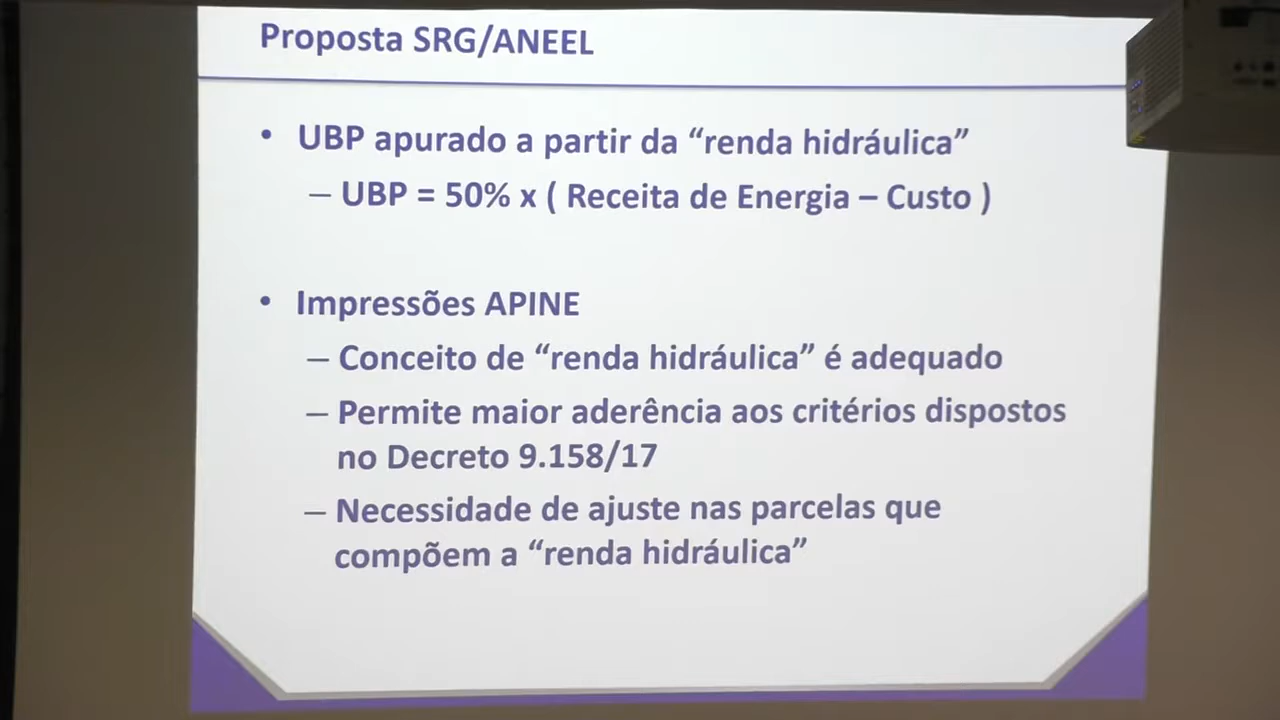 Proposta SRG/ANEEL
• UBP apurado a partir da “renda hidráulica”
– UBP = 50% x ( Receita de Energia – Custo )
• Impressões APINE
– Conceito de “renda hidráulica” é adequado
– Permite maior aderência aos critérios dispostos
no Decreto 9.158/17
– Necessidade de ajuste nas parcelas que
compõem a “renda hidráulica”